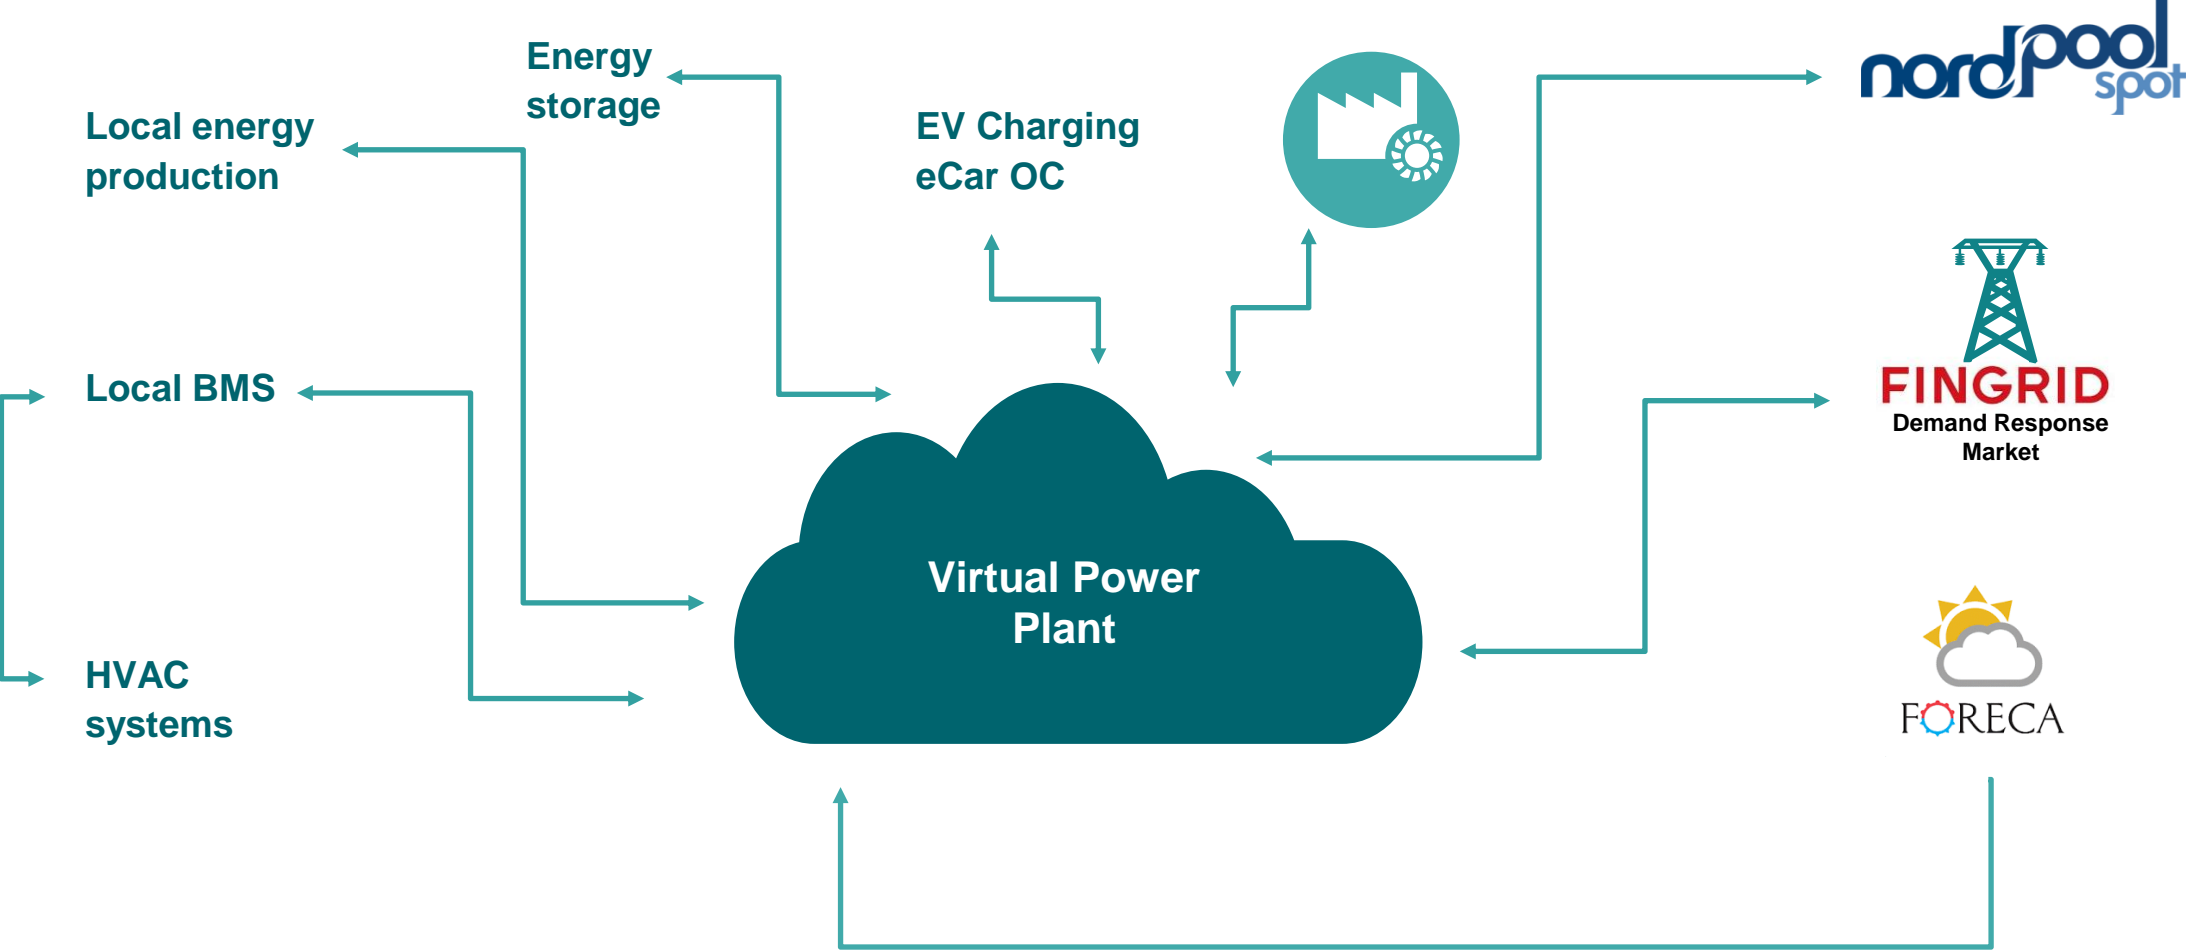 Energy
storage
Local energy
production
EV Charging
eCar OC
nordpool
spot
Local BMS
FINGRID
Demand Response
Market
Virtual Power
Plant
HVAC
systems
FORECA